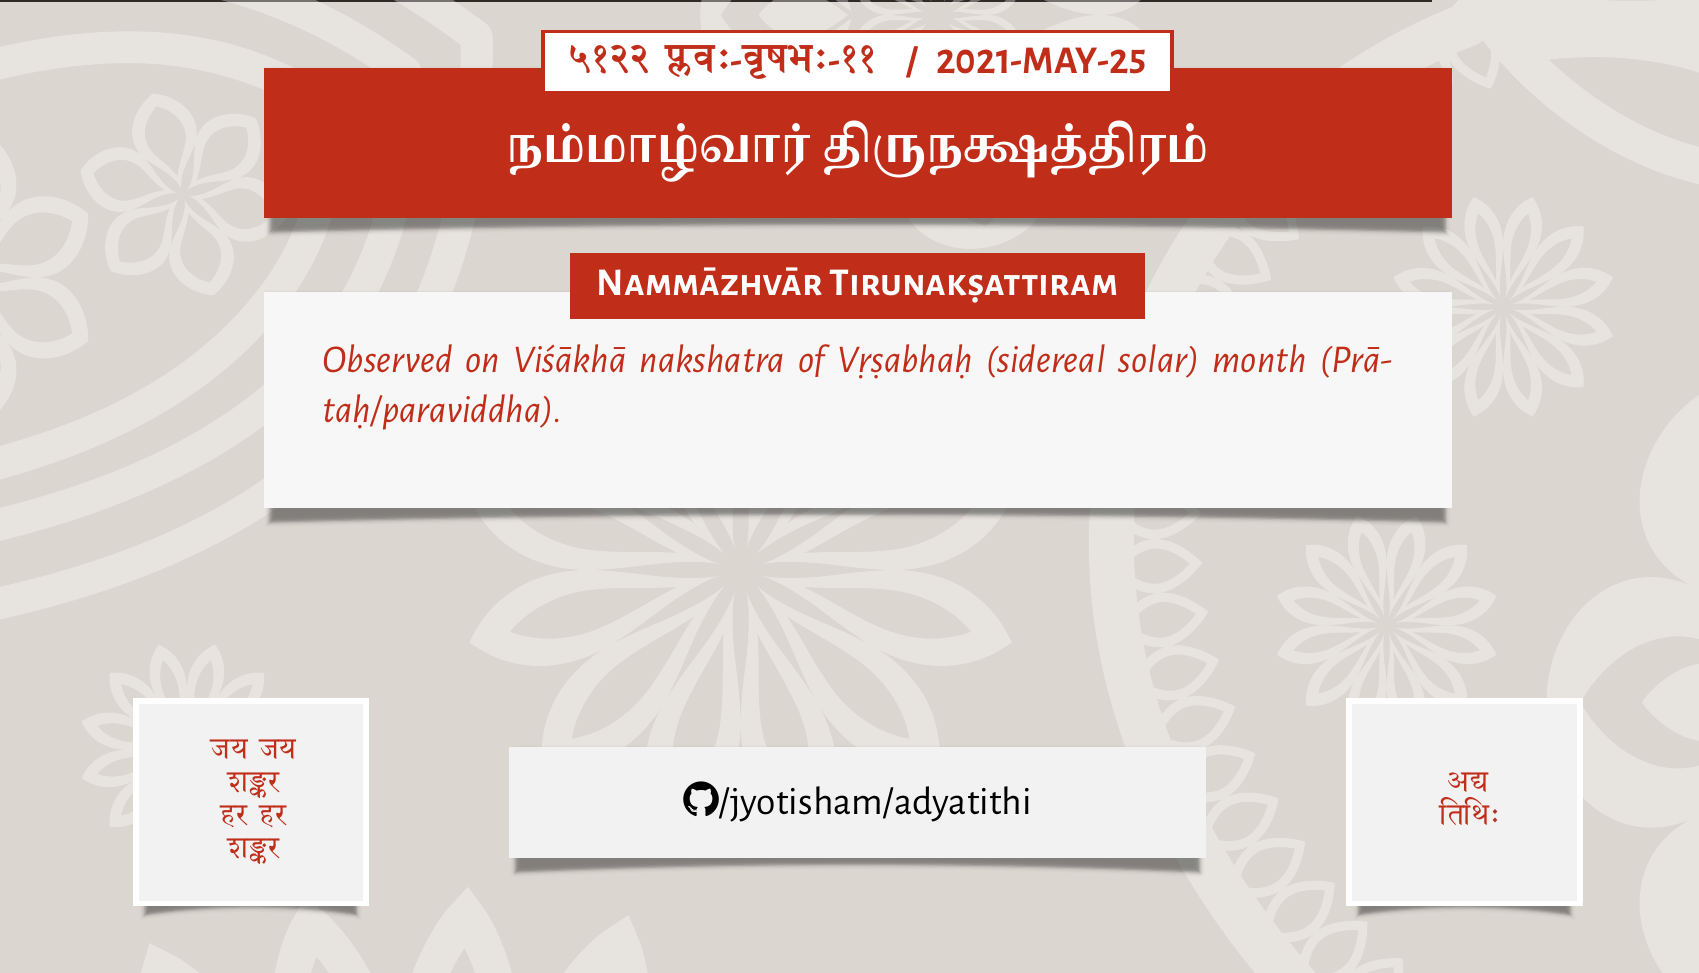 ५१२२ प्लवः-वृषभः-११ / 2021-MAY-25
நம்மாழ்வார் திருநக்ஷத்திரம்
Nammāzhvār Tirunakṣattiram
Observed on Viśākhā nakshatra of Vṛṣabhaḥ (sidereal solar) month (Prā-
taḥ/paraviddha).
जय जय
शङ्कर
हर हर
शङ्कर
/jyotisham/adyatithi
अद्य
तिथिः